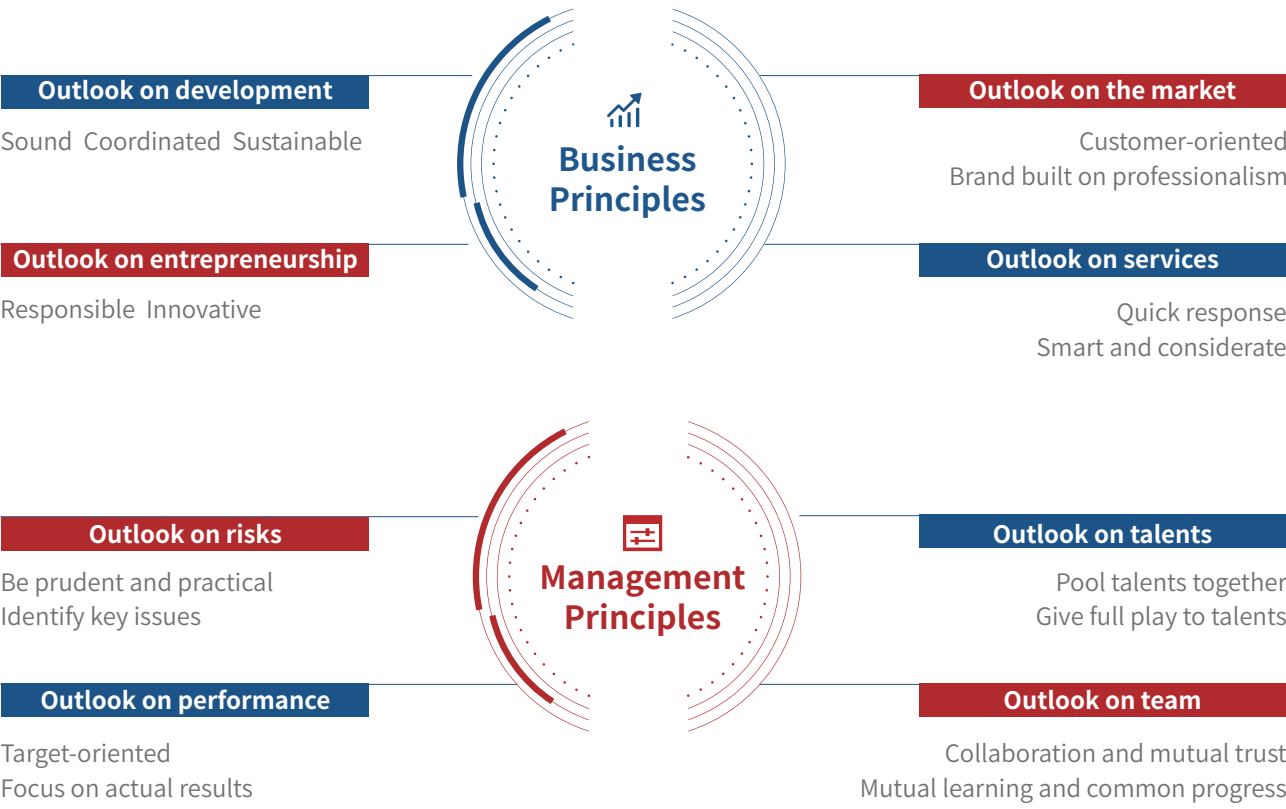 Business
Principles
Outlook on development
Sound Coordinated Sustainable
Outlook on entrepreneurship
Responsible Innovative
Outlook on the market
Customer-oriented
Brand built on professionalism
Outlook on services
Quick response
Smart and considerate
Management
Principles
Outlook on risks
Be prudent and practical
Identify key issues
Outlook on performance
Target-oriented
Focus on actual results
Outlook on talents
Pool talents together
Give full play to talents
Outlook on team
Collaboration and mutual trust
Mutual learning and common progress